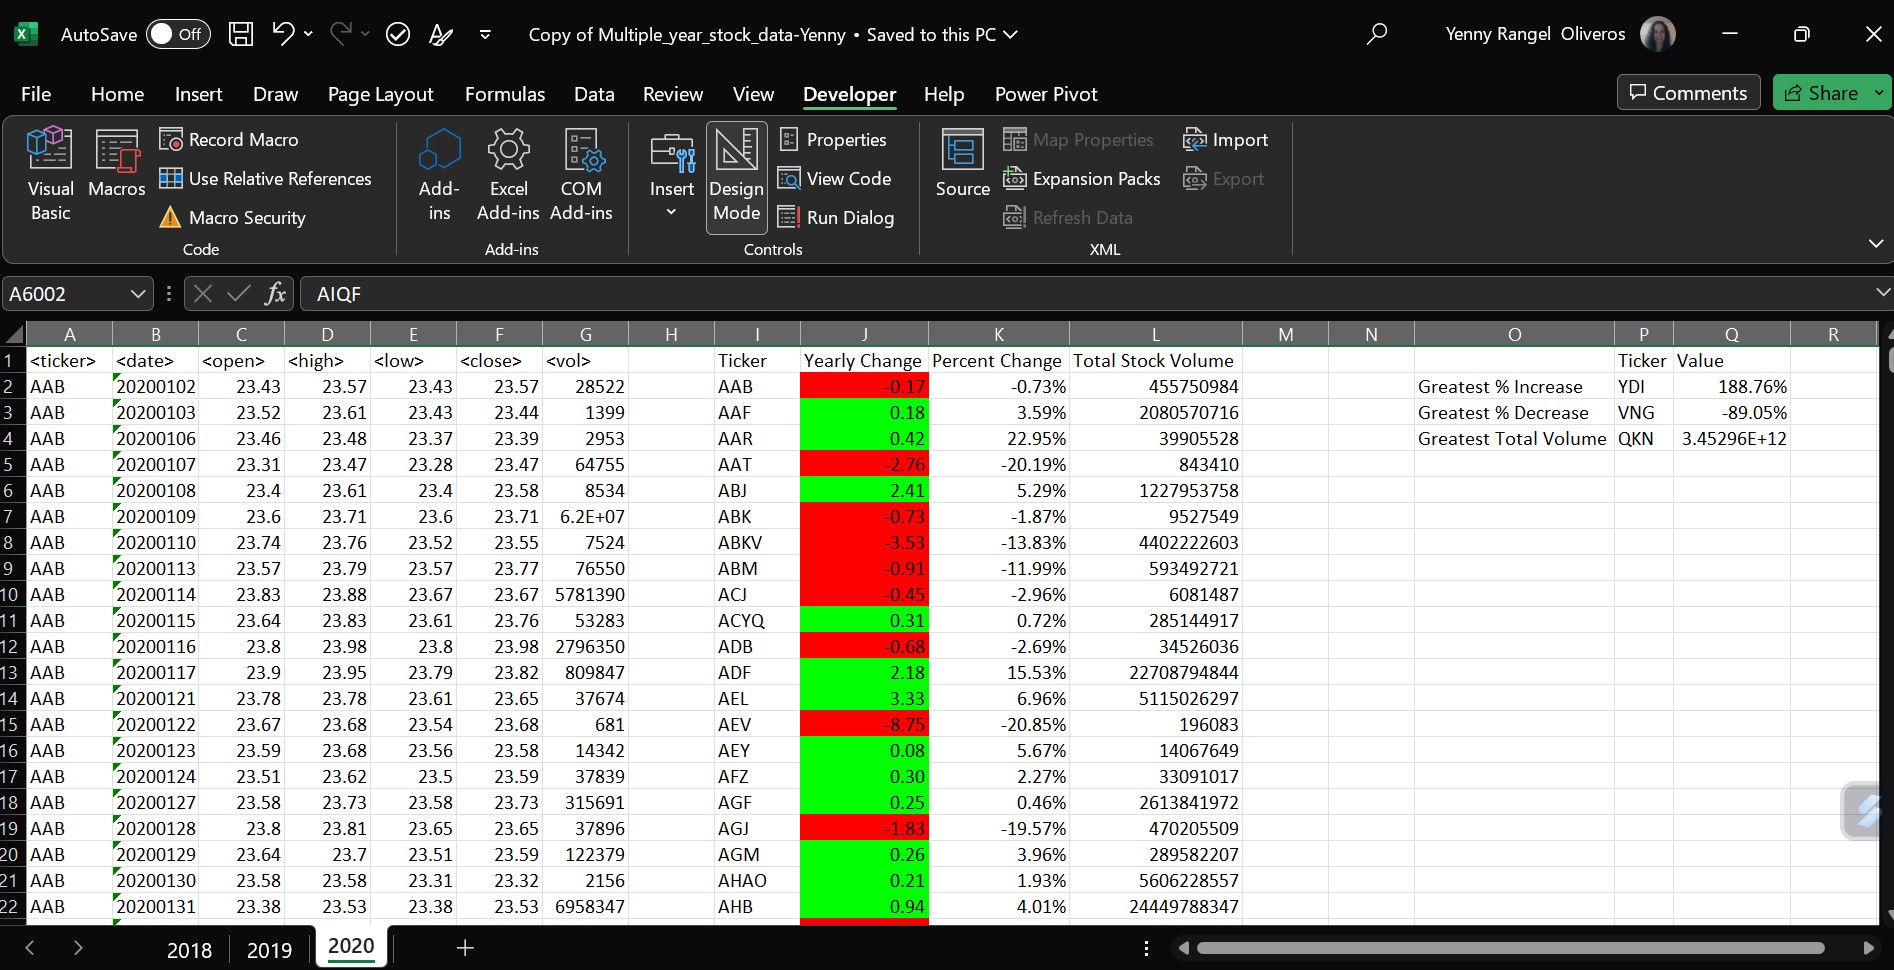 AutoSave Off Copy of Multiple_year_stock_data-Yenny • Saved to this PC Yenny Rangel Oliveros
File Home Insert Draw Page Layout Formulas Data Review View Developer Help Power Pivot Comments Share
Visual Basic Macros Record Macro Use Relative References Macro Security Code
Add-ins Excel Add-ins COM Add-ins Add-ins
Insert Design Mode Properties View Code Run Dialog Controls
Source Map Properties Expansion Packs Refresh Data Import Export XML
A6002 fx AIQF
A B C D E F G H I J K L M N O P Q R
1 <ticker> <date> <open> <high> <low> <close> <vol> Ticker Yearly Change Percent Change Total Stock Volume Ticker Value
2 AAB 20200102 23.43 23.57 23.43 23.57 28522 AAB -0.17 -0.73% 455750984 Greatest % Increase YDI 188.76%
3 AAB 20200103 23.52 23.61 23.43 23.44 1399 AAF 0.18 3.59% 2080570716 Greatest % Decrease VNG -89.05%
4 AAB 20200106 23.46 23.48 23.37 23.39 2953 AAR 0.42 22.95% 39905528 Greatest Total Volume QKN 3.45296E+12
5 AAB 20200107 23.31 23.47 23.28 23.47 64755 AAT -2.76 -20.19% 843410
6 AAB 20200108 23.4 23.61 23.4 23.58 8534 ABJ 2.41 5.29% 1227953758
7 AAB 20200109 23.6 23.71 23.6 23.71 6.2E+07 ABK -0.73 -1.87% 9527549
8 AAB 20200110 23.74 23.76 23.52 23.55 7524 ABKV -3.53 -13.83% 4402222603
9 AAB 20200113 23.57 23.79 23.57 23.77 76550 ABM -0.91 -11.99% 593492721
10 AAB 20200114 23.83 23.88 23.67 23.67 5781390 ACJ -0.45 -2.96% 6081487
11 AAB 20200115 23.64 23.83 23.61 23.76 53283 ACYQ 0.31 0.72% 285144917
12 AAB 20200116 23.8 23.98 23.8 23.98 2796350 ADB -0.68 -2.69% 34526036
13 AAB 20200117 23.9 23.95 23.79 23.82 809847 ADF 2.18 15.53% 22708794844
14 AAB 20200121 23.78 23.78 23.61 23.65 37674 AEL 3.33 6.96% 5115026297
15 AAB 20200122 23.67 23.68 23.54 23.68 681 AEV -8.75 -20.85% 196083
16 AAB 20200123 23.59 23.68 23.56 23.58 14342 AEY 0.08 5.67% 14067649
17 AAB 20200124 23.51 23.62 23.5 23.59 37839 AFZ 0.30 2.27% 33091017
18 AAB 20200127 23.58 23.73 23.58 23.73 315691 AGF 0.25 0.46% 2613841972
19 AAB 20200128 23.8 23.81 23.65 23.65 37896 AGJ -1.83 -19.57% 470205509
20 AAB 20200129 23.64 23.7 23.51 23.59 122379 AGM 0.26 3.96% 289582207
21 AAB 20200130 23.58 23.58 23.31 23.32 2156 AHAO 0.21 1.93% 5606228557
22 AAB 20200131 23.38 23.53 23.38 23.53 6958347 AHB 0.94 4.01% 24449788347
2018 2019 2020